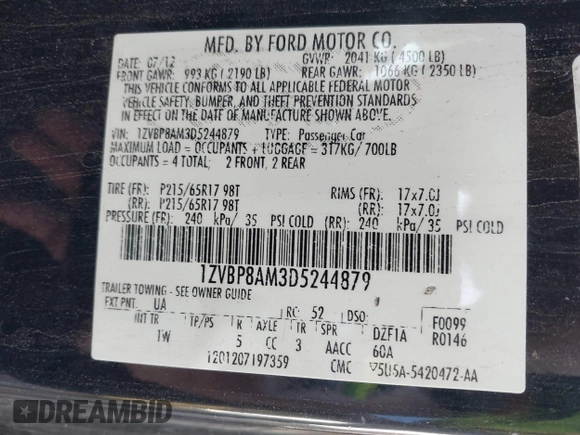 MFD. BY FORD MOTOR CO.
DATE: 07/12 GVWR: 2041 KG ( 4500 LB)
FRONT GAWR: 993 KG ( 2190 LB) REAR GAWR: 1066 KG ( 2350 LB)
THIS VEHICLE CONFORMS TO ALL APPLICABLE FEDERAL MOTOR
VEHICLE SAFETY, BUMPER, AND THEFT PREVENTION STANDARDS
IN EFFECT ON THE DATE OF MANUFACTURE SHOWN ABOVE.
VIN: 1ZVBP8AM3D5244879 TYPE: Passenger Car
MAXIMUM LOAD = OCCUPANTS + LUGGAGE = 317KG/ 700LB
OCCUPANTS = 4 TOTAL; 2 FRONT, 2 REAR
TIRE (FR): P215/65R17 98T RIMS (FR): 17x7.0J
(RR): P215/65R17 98T (RR): 17x7.0J
PRESSURE (FR): 240 kPa/ 35 PSI COLD (RR): 240 kPa/ 35 PSI COLD
1ZVBP8AM3D5244879
TRAILER TOWING - SEE OWNER GUIDE
EXT PNT: UA RC: 52 DSO: F0099
INT TR TP/PS R AXLE TR SPR DZF1A R0146
1W 5 CC 3 AACC 60A
1201207197359 CMC 5U5A-5420472-AA
DREAMBID